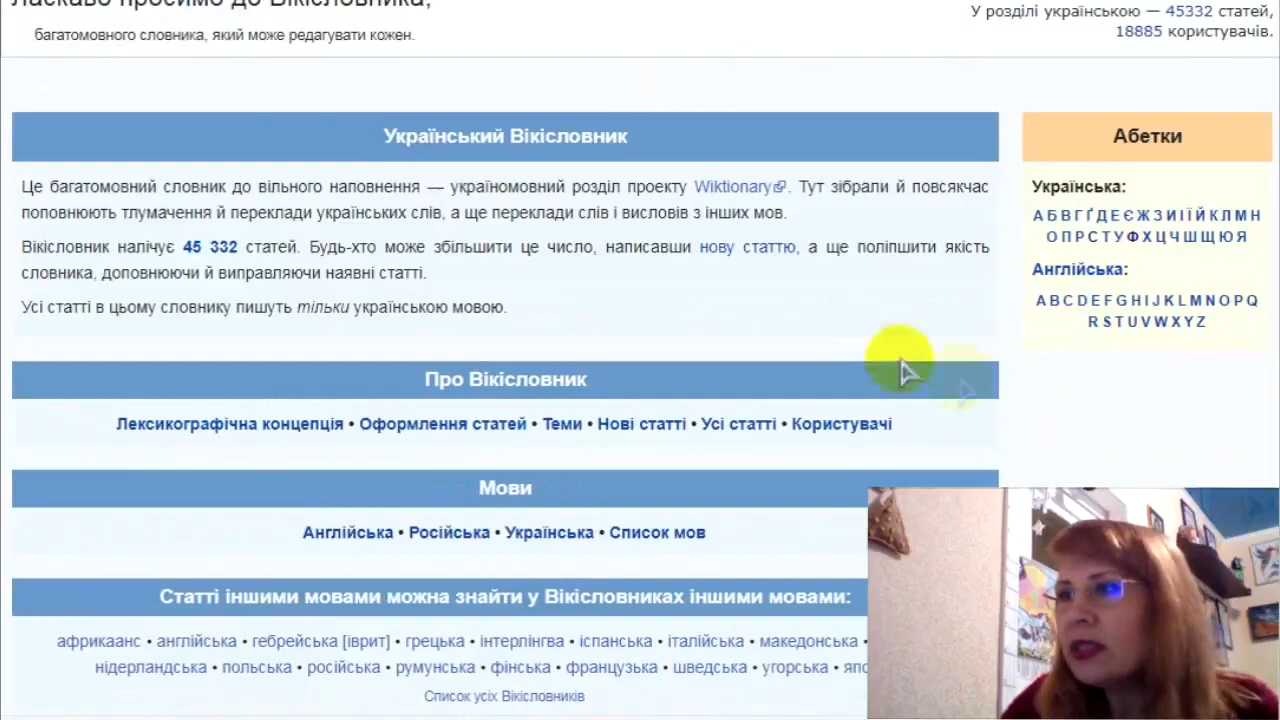 Ласкаво просимо до Вікісловника,
багатомовного словника, який може редагувати кожен.
У розділі українською — 45332 статей,
18885 користувачів.
Український Вікісловник
Це багатомовний словник до вільного наповнення — україномовний розділ проекту Wiktionary. Тут зібрали й повсякчас
поповнюють тлумачення й переклади українських слів, а ще переклади слів і висловів з інших мов.
Вікісловник налічує 45 332 статей. Будь-хто може збільшити це число, написавши нову статтю, а ще поліпшити якість
словника, доповнюючи й виправляючи наявні статті.
Усі статті в цьому словнику пишуть тільки українською мовою.
Абетки
Українська:
А Б В Г Ґ Д Е Є Ж З И І Ї Й К Л М Н
О П Р С Т У Ф Х Ц Ч Ш Щ Ю Я
Англійська:
A B C D E F G H I J K L M N O P Q
R S T U V W X Y Z
Про Вікісловник
Лексикографічна концепція • Оформлення статей • Теми • Нові статті • Усі статті • Користувачі
Мови
Англійська • Російська • Українська • Список мов
Статті іншими мовами можна знайти у Вікісловниках іншими мовами:
африкаанс • англійська • гебрейська [іврит] • грецька • інтерлінгва • іспанська • італійська • македонська •
нідерландська • польська • російська • румунська • фінська • французька • шведська • угорська •
Список усіх Вікісловників